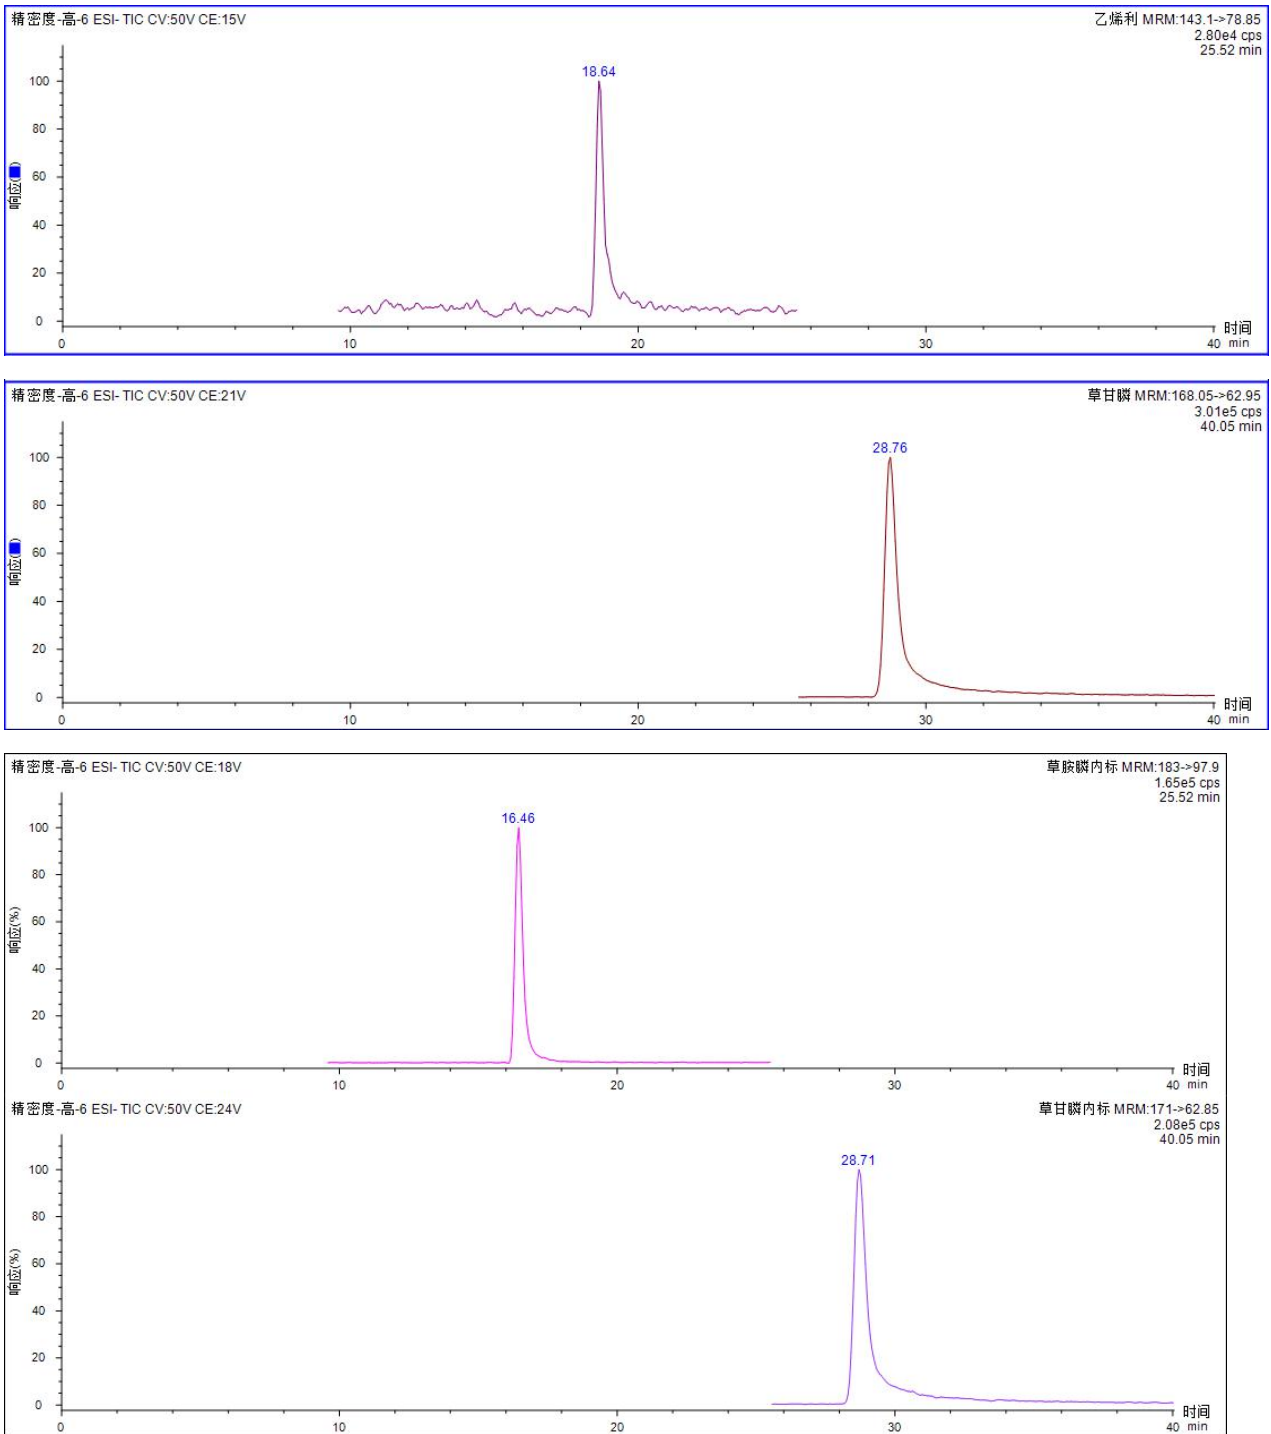 精密度-高-6 ESI- TIC CV:50V CE:15V
乙烯利 MRM:143.1->78.85
2.80e4 cps
25.52 min
18.64
100
80
60
40
20
0
响应(
0 10 20 30 40 min
时间
精密度-高-6 ESI- TIC CV:50V CE:21V
草甘膦 MRM:168.05->62.95
3.01e5 cps
40.05 min
28.76
100
80
60
40
20
0
响应(
0 10 20 30 40 min
时间
精密度-高-6 ESI- TIC CV:50V CE:18V
草胺膦内标 MRM:183->97.9
1.65e5 cps
25.52 min
16.46
100
80
60
40
20
0
响应(%)
0 10 20 30 40 min
时间
精密度-高-6 ESI- TIC CV:50V CE:24V
草甘膦内标 MRM:171->62.85
2.08e5 cps
40.05 min
28.71
100
80
60
40
20
0
响应(%)
0 10 20 30 40 min
时间